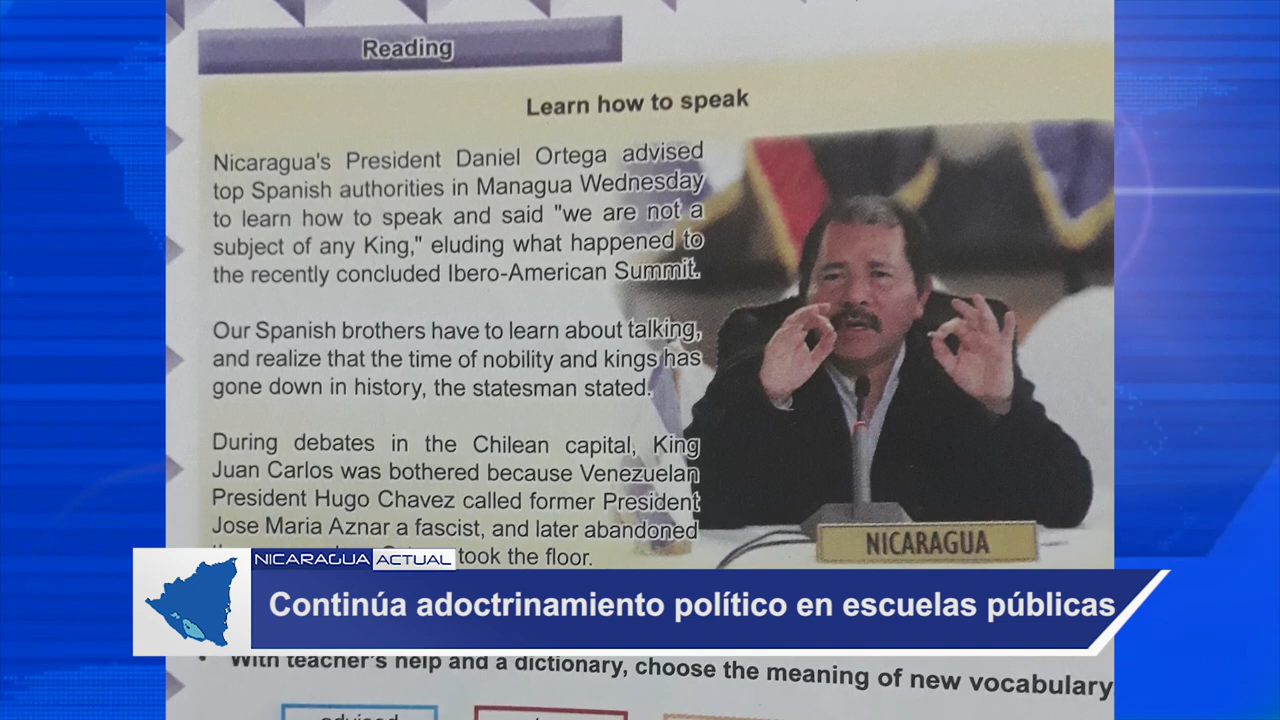 Reading
Learn how to speak
Nicaragua's President Daniel Ortega advised
top Spanish authorities in Managua Wednesday
to learn how to speak and said "we are not a
subject of any King," eluding what happened to
the recently concluded Ibero-American Summit.
Our Spanish brothers have to learn about talking,
and realize that the time of nobility and kings has
gone down in history, the statesman stated.
During debates in the Chilean capital, King
Juan Carlos was bothered because Venezuelan
President Hugo Chavez called former President
Jose Maria Aznar a fascist, and later abandoned
took the floor.
NICARAGUA
NICARAGUA ACTUAL
Continúa adoctrinamiento político en escuelas públicas
• With teacher's help and a dictionary, choose the meaning of new vocabulary
advised